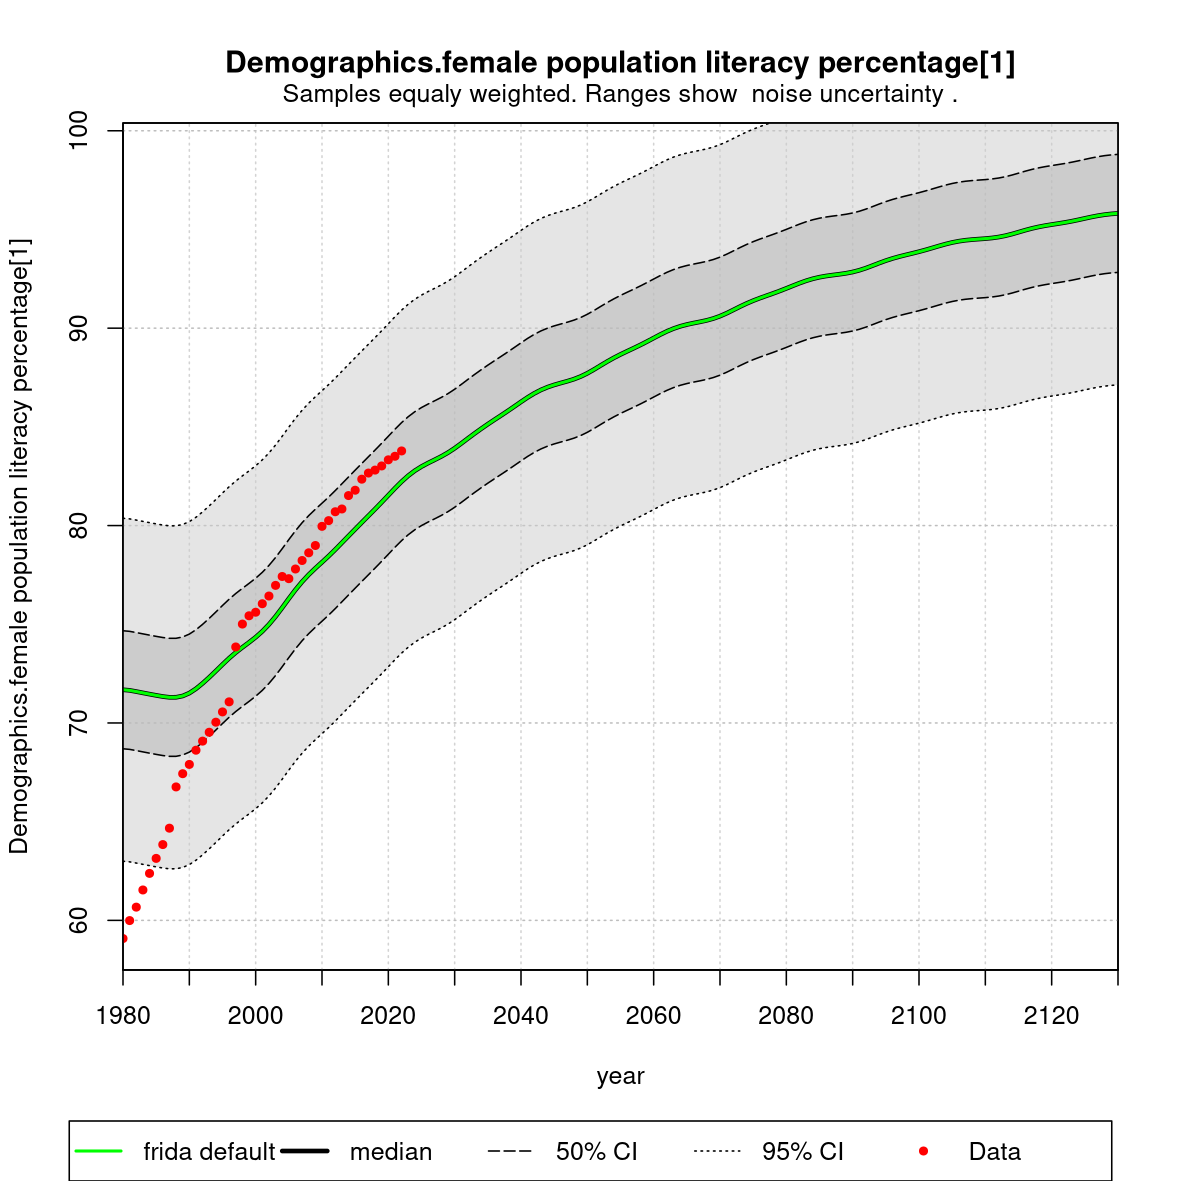 Demographics.female population literacy percentage[1]
Samples equaly weighted. Ranges show  noise uncertainty .
Demographics.female population literacy percentage[1]
100
90
80
70
60
1980 2000 2020 2040 2060 2080 2100 2120
year
frida default median 50% CI 95% CI Data